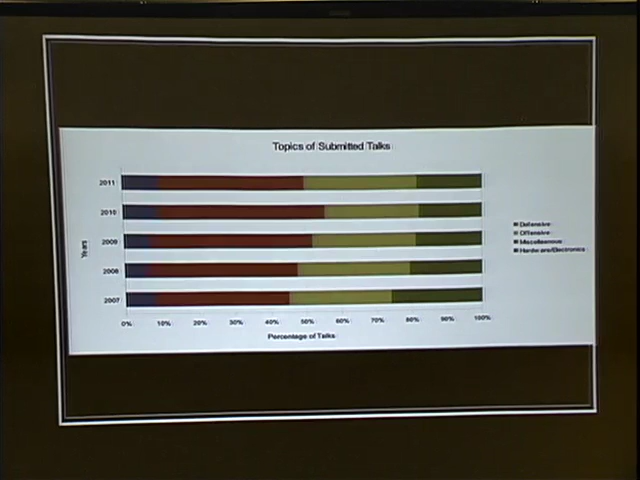 Topics of Submitted Talks
2011
2010
2009
2008
2007
Years
0% 10% 20% 30% 40% 50% 60% 70% 80% 90% 100%
Percentage of Talks
Defensive
Offensive
Miscellaneous
Hardware/Electronics